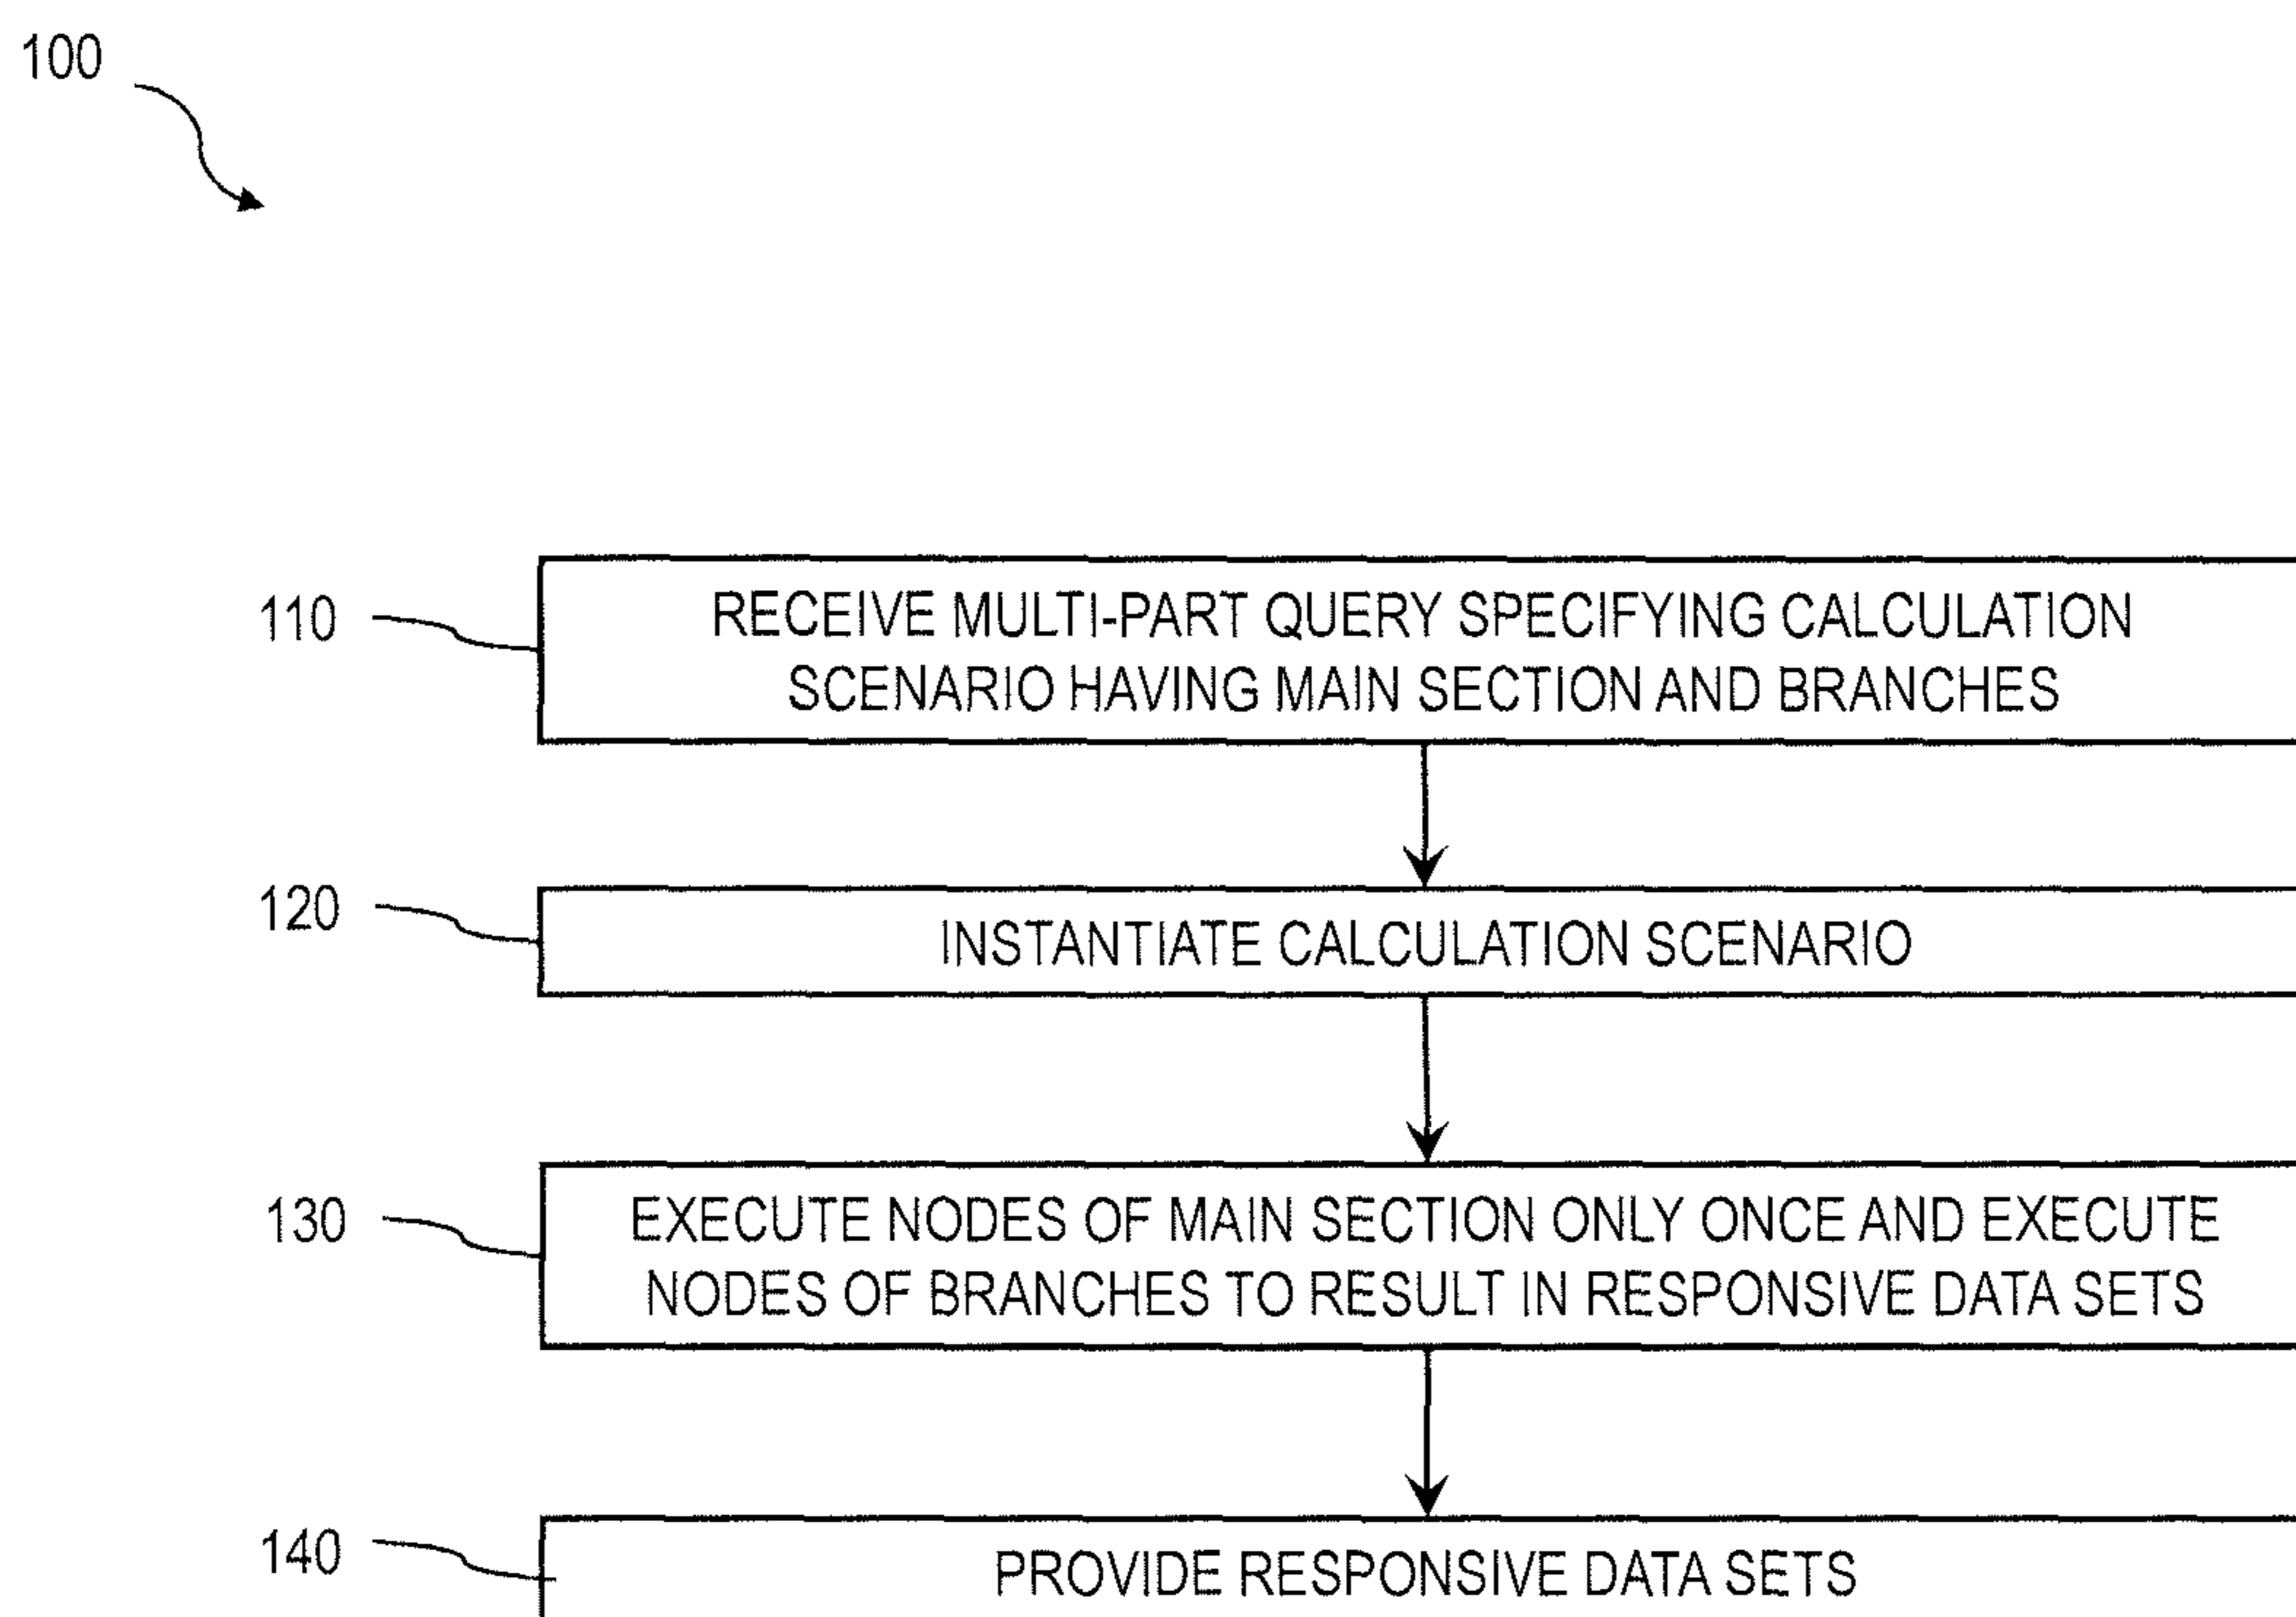 100
110
RECEIVE MULTI-PART QUERY SPECIFYING CALCULATION
SCENARIO HAVING MAIN SECTION AND BRANCHES
120
INSTANTIATE CALCULATION SCENARIO
130
EXECUTE NODES OF MAIN SECTION ONLY ONCE AND EXECUTE
NODES OF BRANCHES TO RESULT IN RESPONSIVE DATA SETS
140
PROVIDE RESPONSIVE DATA SETS